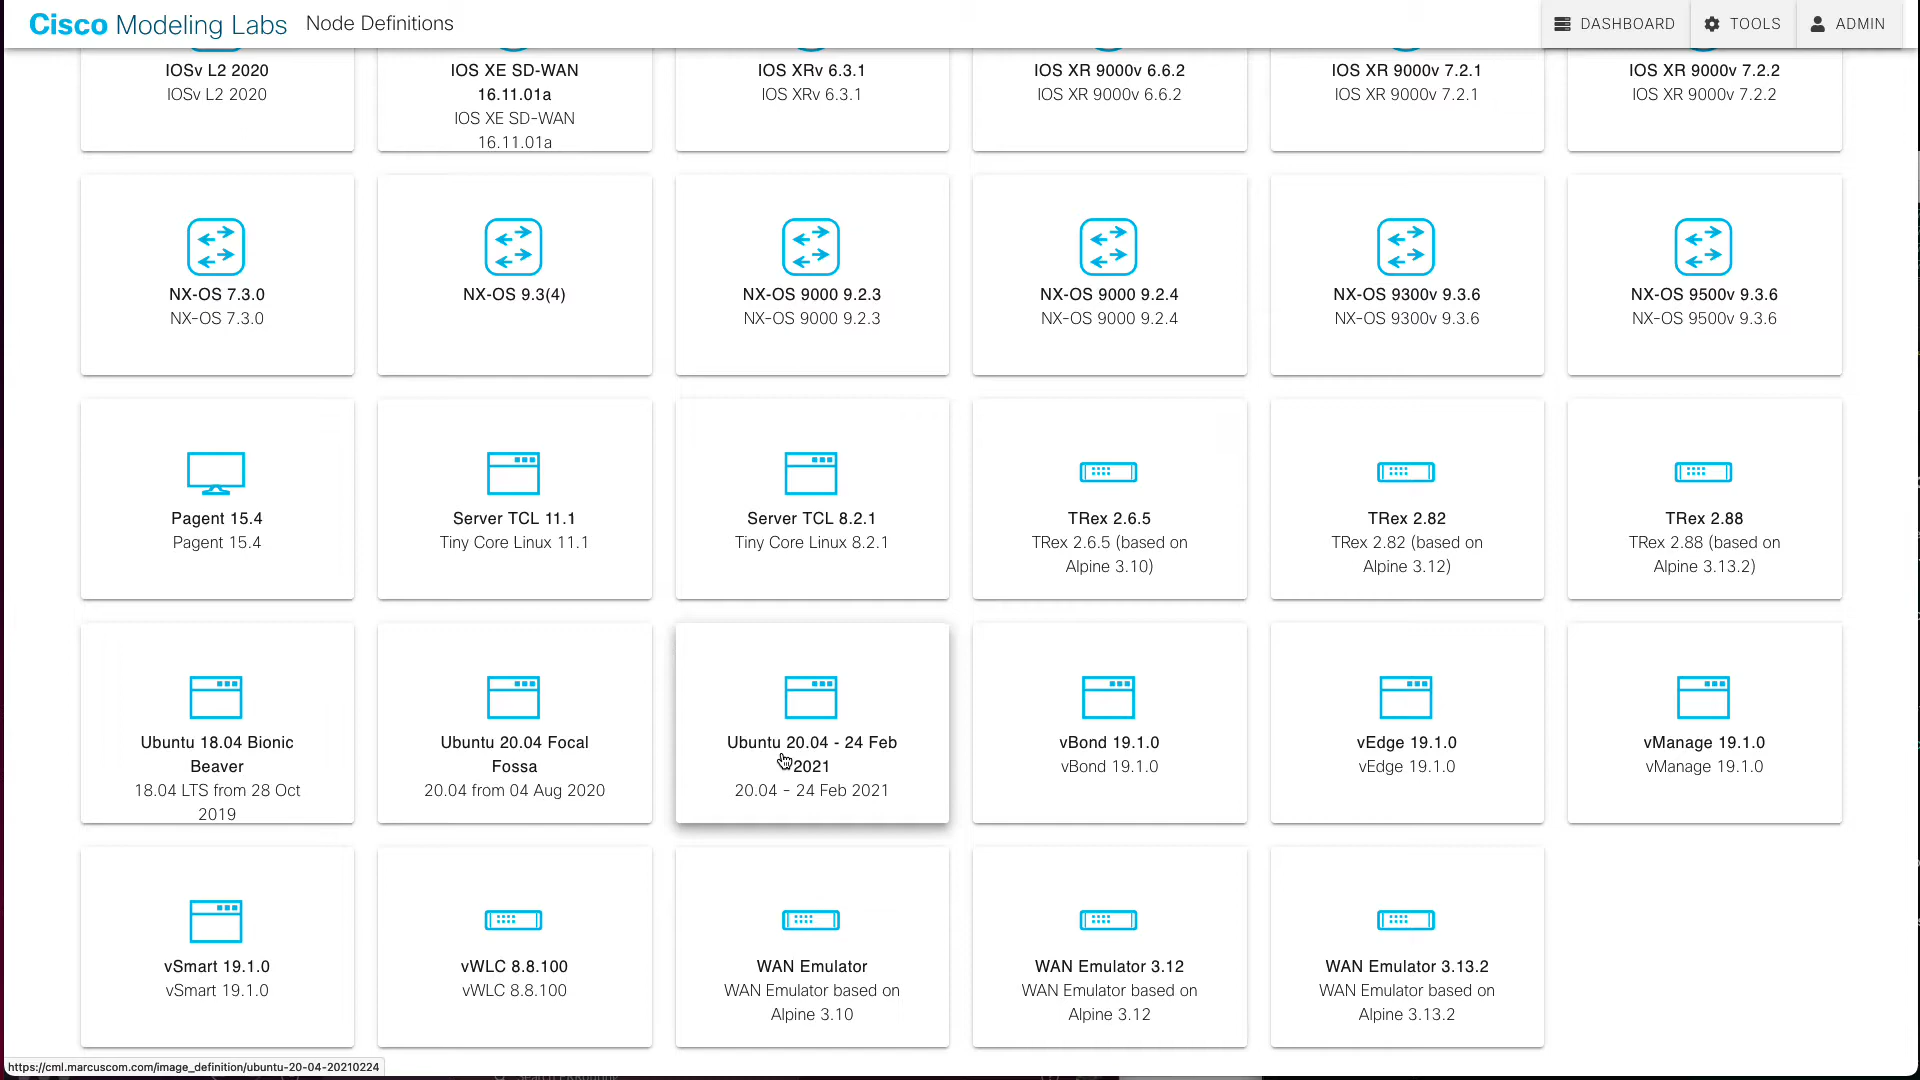 Cisco Modeling Labs Node Definitions DASHBOARD TOOLS ADMIN
IOSv L2 2020
IOSv L2 2020
IOS XE SD-WAN
16.11.01a
IOS XE SD-WAN
16.11.01a
IOS XRv 6.3.1
IOS XRv 6.3.1
IOS XR 9000v 6.6.2
IOS XR 9000v 6.6.2
IOS XR 9000v 7.2.1
IOS XR 9000v 7.2.1
IOS XR 9000v 7.2.2
IOS XR 9000v 7.2.2
NX-OS 7.3.0
NX-OS 7.3.0
NX-OS 9.3(4)
NX-OS 9000 9.2.3
NX-OS 9000 9.2.3
NX-OS 9000 9.2.4
NX-OS 9000 9.2.4
NX-OS 9300v 9.3.6
NX-OS 9300v 9.3.6
NX-OS 9500v 9.3.6
NX-OS 9500v 9.3.6
Pagent 15.4
Pagent 15.4
Server TCL 11.1
Tiny Core Linux 11.1
Server TCL 8.2.1
Tiny Core Linux 8.2.1
TRex 2.6.5
TRex 2.6.5 (based on
Alpine 3.10)
TRex 2.82
TRex 2.82 (based on
Alpine 3.12)
TRex 2.88
TRex 2.88 (based on
Alpine 3.13.2)
Ubuntu 18.04 Bionic
Beaver
18.04 LTS from 28 Oct
2019
Ubuntu 20.04 Focal
Fossa
20.04 from 04 Aug 2020
Ubuntu 20.04 - 24 Feb
2021
20.04 - 24 Feb 2021
vBond 19.1.0
vBond 19.1.0
vEdge 19.1.0
vEdge 19.1.0
vManage 19.1.0
vManage 19.1.0
vSmart 19.1.0
vSmart 19.1.0
vWLC 8.8.100
vWLC 8.8.100
WAN Emulator
WAN Emulator based on
Alpine 3.10
WAN Emulator 3.12
WAN Emulator based on
Alpine 3.12
WAN Emulator 3.13.2
WAN Emulator based on
Alpine 3.13.2
https://cml.marcuscom.com/image_definition/ubuntu-20-04-20210224